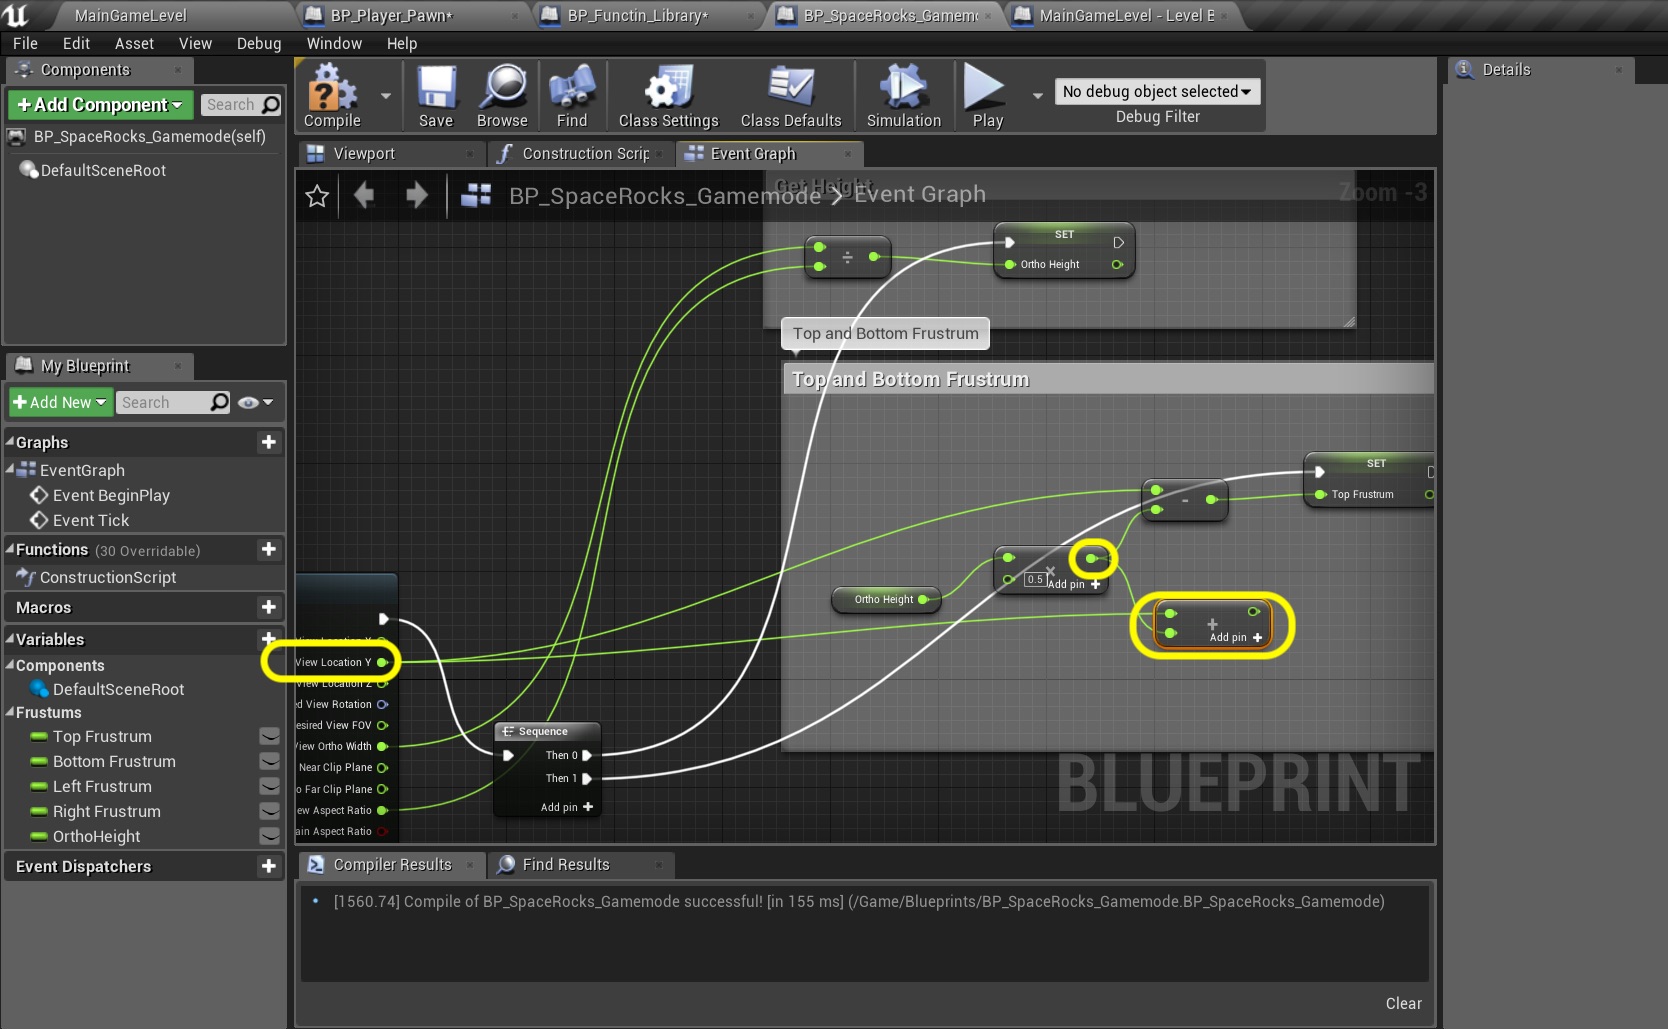 MainGameLevel
BP_Player_Pawn*
BP_Functin_Library*
BP_SpaceRocks_Gamem
MainGameLevel - Level B
File Edit Asset View Debug Window Help
Components
Details
+Add Component
Search
BP_SpaceRocks_Gamemode(self)
DefaultSceneRoot
Compile
Save
Browse
Find
Class Settings
Class Defaults
Simulation
Play
No debug object selected
Debug Filter
Viewport
Construction Scrip
Event Graph
BP_SpaceRocks_Gamemode > Event Graph
Get Height
Zoom -3
÷
SET
Ortho Height
Top and Bottom Frustrum
Top and Bottom Frustrum
SET
Top Frustrum
-
0.5
×
Add pin +
Ortho Height
+
Add pin +
View Location X
View Location Y
View Location Z
ed View Rotation
esired View FOV
View Ortho Width
Near Clip Plane
o Far Clip Plane
ew Aspect Ratio
ain Aspect Ratio
Sequence
Then 0
Then 1
Add pin +
BLUEPRINT
My Blueprint
+Add New
Search
Graphs
EventGraph
Event BeginPlay
Event Tick
Functions (30 Overridable)
ConstructionScript
Macros
Variables
Components
DefaultSceneRoot
Frustums
Top Frustrum
Bottom Frustrum
Left Frustrum
Right Frustrum
OrthoHeight
Event Dispatchers
Compiler Results
Find Results
[1560.74] Compile of BP_SpaceRocks_Gamemode successful! [in 155 ms] (/Game/Blueprints/BP_SpaceRocks_Gamemode.BP_SpaceRocks_Gamemode)
Clear